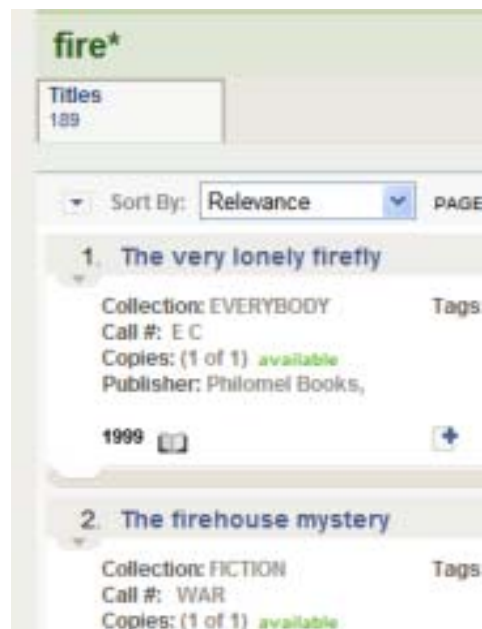 fire*
Titles
189
Sort By: Relevance PAGE
1. The very lonely firefly
Collection: EVERYBODY Tags
Call #: E C
Copies: (1 of 1) available
Publisher: Philomel Books,
1999
2. The firehouse mystery
Collection: FICTION Tags
Call #: WAR
Copies: (1 of 1) available